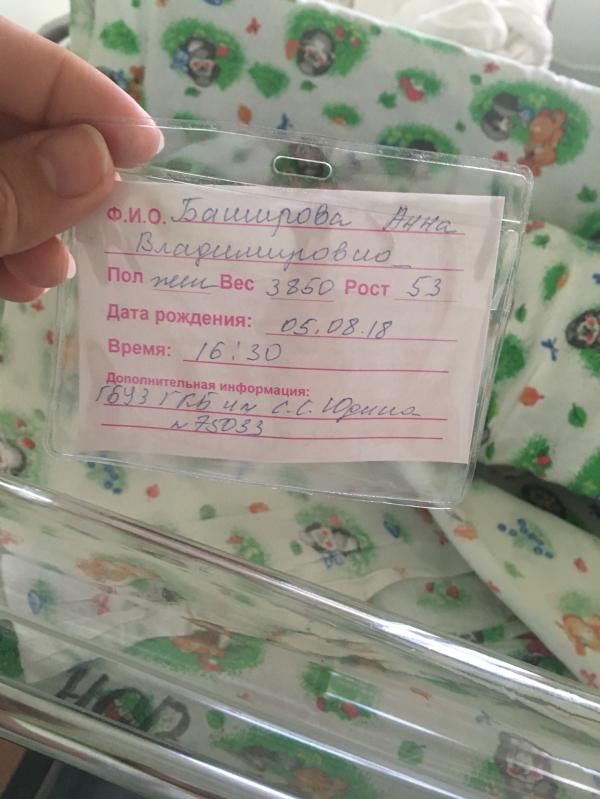 Ф.И.О. Баширова Анна
Владимировна
Пол жен Вес 3850 Рост 53
Дата рождения: 05.08.18
Время: 16:30
Дополнительная информация:
ГБУЗ ГКБ им С.С. Юдина
№75033